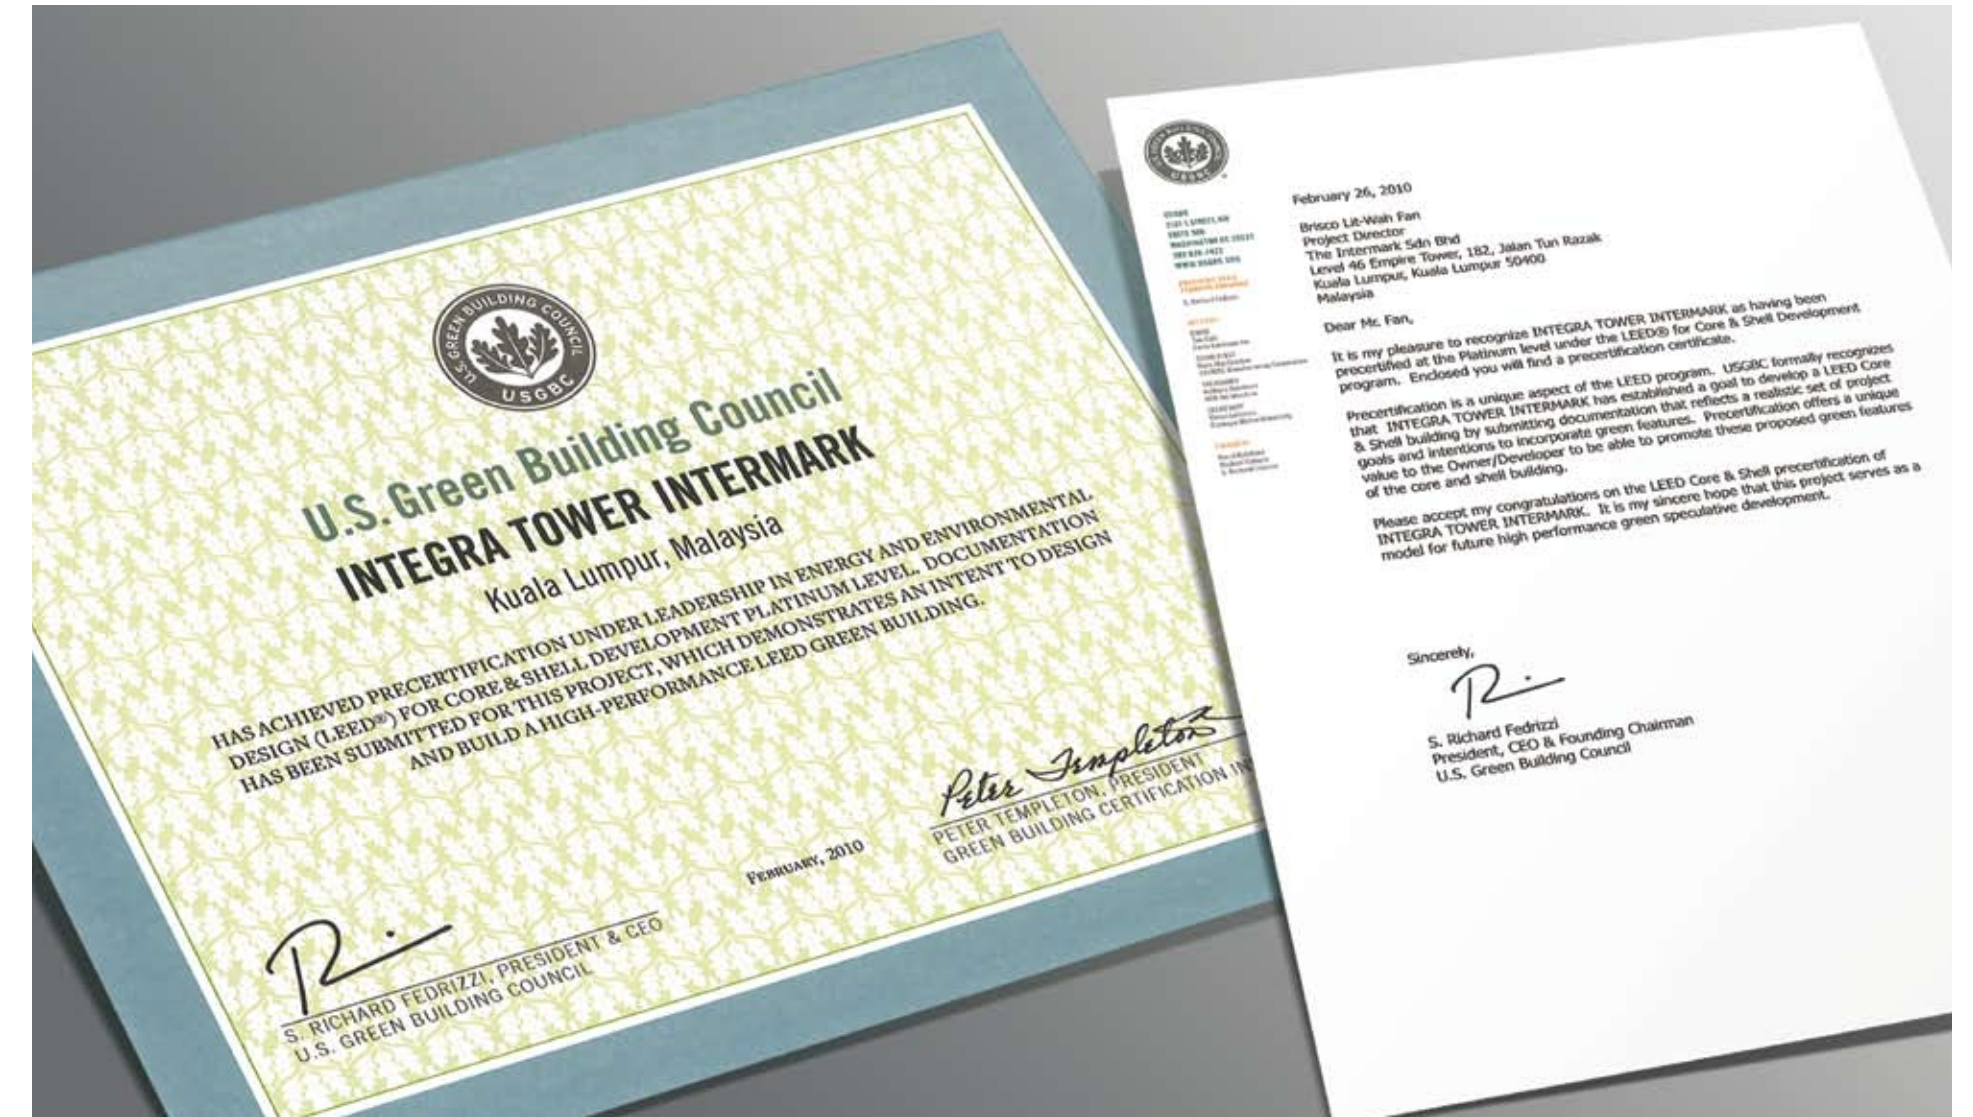 U.S. GREEN BUILDING COUNCIL
USGBC
U.S. Green Building Council
INTEGRA TOWER INTERMARK
Kuala Lumpur, Malaysia
HAS ACHIEVED PRECERTIFICATION UNDER LEADERSHIP IN ENERGY AND ENVIRONMENTAL
DESIGN (LEED®) FOR CORE & SHELL DEVELOPMENT PLATINUM LEVEL. DOCUMENTATION
HAS BEEN SUBMITTED FOR THIS PROJECT, WHICH DEMONSTRATES AN INTENT TO DESIGN
AND BUILD A HIGH-PERFORMANCE LEED GREEN BUILDING.
Peter Templeton
PETER TEMPLETON, PRESIDENT
GREEN BUILDING CERTIFICATION IN
FEBRUARY, 2010
S. RICHARD FEDRIZZI, PRESIDENT & CEO
U.S. GREEN BUILDING COUNCIL
U.S. GREEN BUILDING COUNCIL
USGBC
February 26, 2010
Brisco Lit-Wah Fan
Project Director
The Intermark Sdn Bhd
Level 46 Empire Tower, 182, Jalan Tun Razak
Kuala Lumpur, Kuala Lumpur 50400
Malaysia
Dear Mr. Fan,
It is my pleasure to recognize INTEGRA TOWER INTERMARK as having been
precertified at the Platinum level under the LEED® for Core & Shell Development
program. Enclosed you will find a precertification certificate.
Precertification is a unique aspect of the LEED program. USGBC formally recognizes
that INTEGRA TOWER INTERMARK has established a goal to develop a LEED Core
& Shell building by submitting documentation that reflects a realistic set of project
goals and intentions to incorporate green features. Precertification offers a unique
value to the Owner/Developer to be able to promote these proposed green features
of the core and shell building.
Please accept my congratulations on the LEED Core & Shell precertification of
INTEGRA TOWER INTERMARK. It is my sincere hope that this project serves as a
model for future high performance green speculative development.
Sincerely,
S. Richard Fedrizzi
President, CEO & Founding Chairman
U.S. Green Building Council